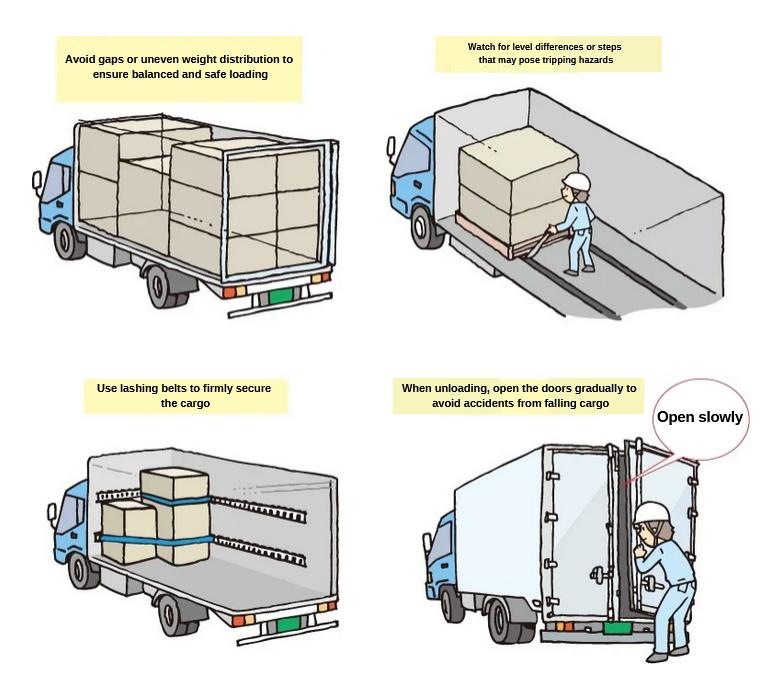 Avoid gaps or uneven weight distribution to
ensure balanced and safe loading
Watch for level differences or steps
that may pose tripping hazards
Use lashing belts to firmly secure
the cargo
When unloading, open the doors gradually to
avoid accidents from falling cargo
Open slowly